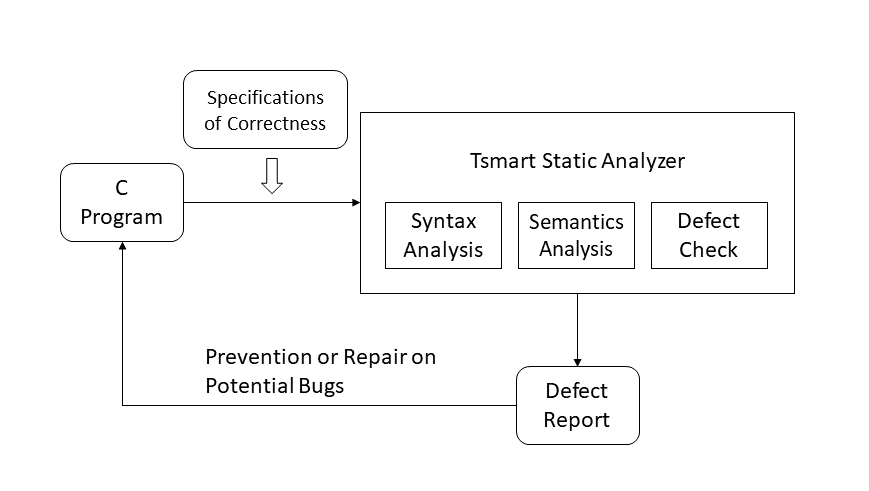 Specifications
of Correctness
Tsmart Static Analyzer
C
Program
Syntax
Analysis
Semantics
Analysis
Defect
Check
Prevention or Repair on
Potential Bugs
Defect
Report